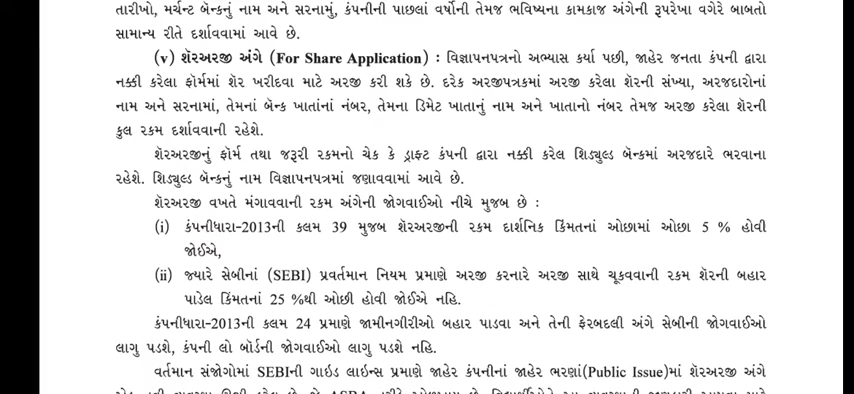 તારીખો, મર્ચન્ટ બૅન્કનું નામ અને સરનામું, કંપનીની પાછલાં વર્ષોની તેમજ ભવિષ્યના કામકાજ અંગેની રૂપરેખા વગેરે બાબતો
સામાન્ય રીતે દર્શાવવામાં આવે છે.
(v) શૅરઅરજી અંગે (For Share Application) : વિજ્ઞાપનપત્રનો અભ્યાસ કર્યા પછી, જાહેર જનતા કંપની દ્વારા
નક્કી કરેલા ફૉર્મમાં શૅર ખરીદવા માટે અરજી કરી શકે છે. દરેક અરજીપત્રકમાં અરજી કરેલા શૅરની સંખ્યા, અરજદારોનાં
નામ અને સરનામાં, તેમનાં બૅન્ક ખાતાંનાં નંબર, તેમના ડિમેટ ખાતાનું નામ અને ખાતાનો નંબર તેમજ અરજી કરેલા શૅરની
કુલ રકમ દર્શાવવાની રહેશે.
શૅરઅરજીનું ફૉર્મ તથા જરૂરી રકમનો ચેક કે ડ્રાફ્ટ કંપની દ્વારા નક્કી કરેલ શિડ્યુલ્ડ બૅન્કમાં અરજદારે ભરવાના
રહેશે. શિડ્યુલ્ડ બૅન્કનું નામ વિજ્ઞાપનપત્રમાં જણાવવામાં આવે છે.
શૅરઅરજી વખતે મંગાવવાની રકમ અંગેની જોગવાઈઓ નીચે મુજબ છે :
(i) કંપનીધારા-2013ની કલમ 39 મુજબ શૅરઅરજીની રકમ દાર્શનિક કિંમતનાં ઓછામાં ઓછા 5 % હોવી
જોઈએ,
(ii) જ્યારે સેબીનાં (SEBI) પ્રવર્તમાન નિયમ પ્રમાણે અરજી કરનારે અરજી સાથે ચૂકવવાની રકમ શૅરની બહાર
પાડેલ કિંમતનાં 25 %થી ઓછી હોવી જોઈએ નહિ.
કંપનીધારા-2013ની કલમ 24 પ્રમાણે જામીનગીરીઓ બહાર પાડવા અને તેની ફેરબદલી અંગે સેબીની જોગવાઈઓ
લાગુ પડશે, કંપની લૉ બૉર્ડની જોગવાઈઓ લાગુ પડશે નહિ.
વર્તમાન સંજોગોમાં SEBIની ગાઇડ લાઇન્સ પ્રમાણે જાહેર કંપનીનાં જાહેર ભરણાં(Public Issue)માં શૅરઅરજી અંગે